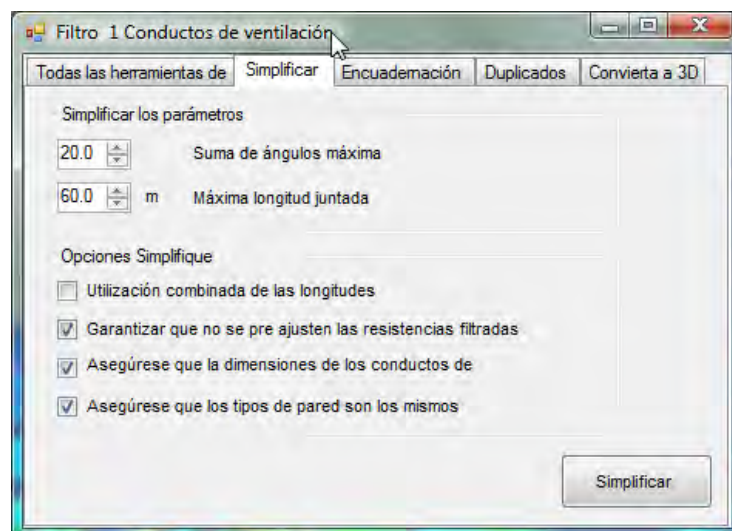 Filtro 1 Conductos de ventilación
Todas las herramientas de Simplificar Encuadernación Duplicados Convierta a 3D
Simplificar los parámetros
20.0 Suma de ángulos máxima
60.0 m Máxima longitud juntada
Opciones Simplifique
Utilización combinada de las longitudes
Garantizar que no se pre ajusten las resistencias filtradas
Asegúrese que la dimensiones de los conductos de
Asegúrese que los tipos de pared son los mismos
Simplificar